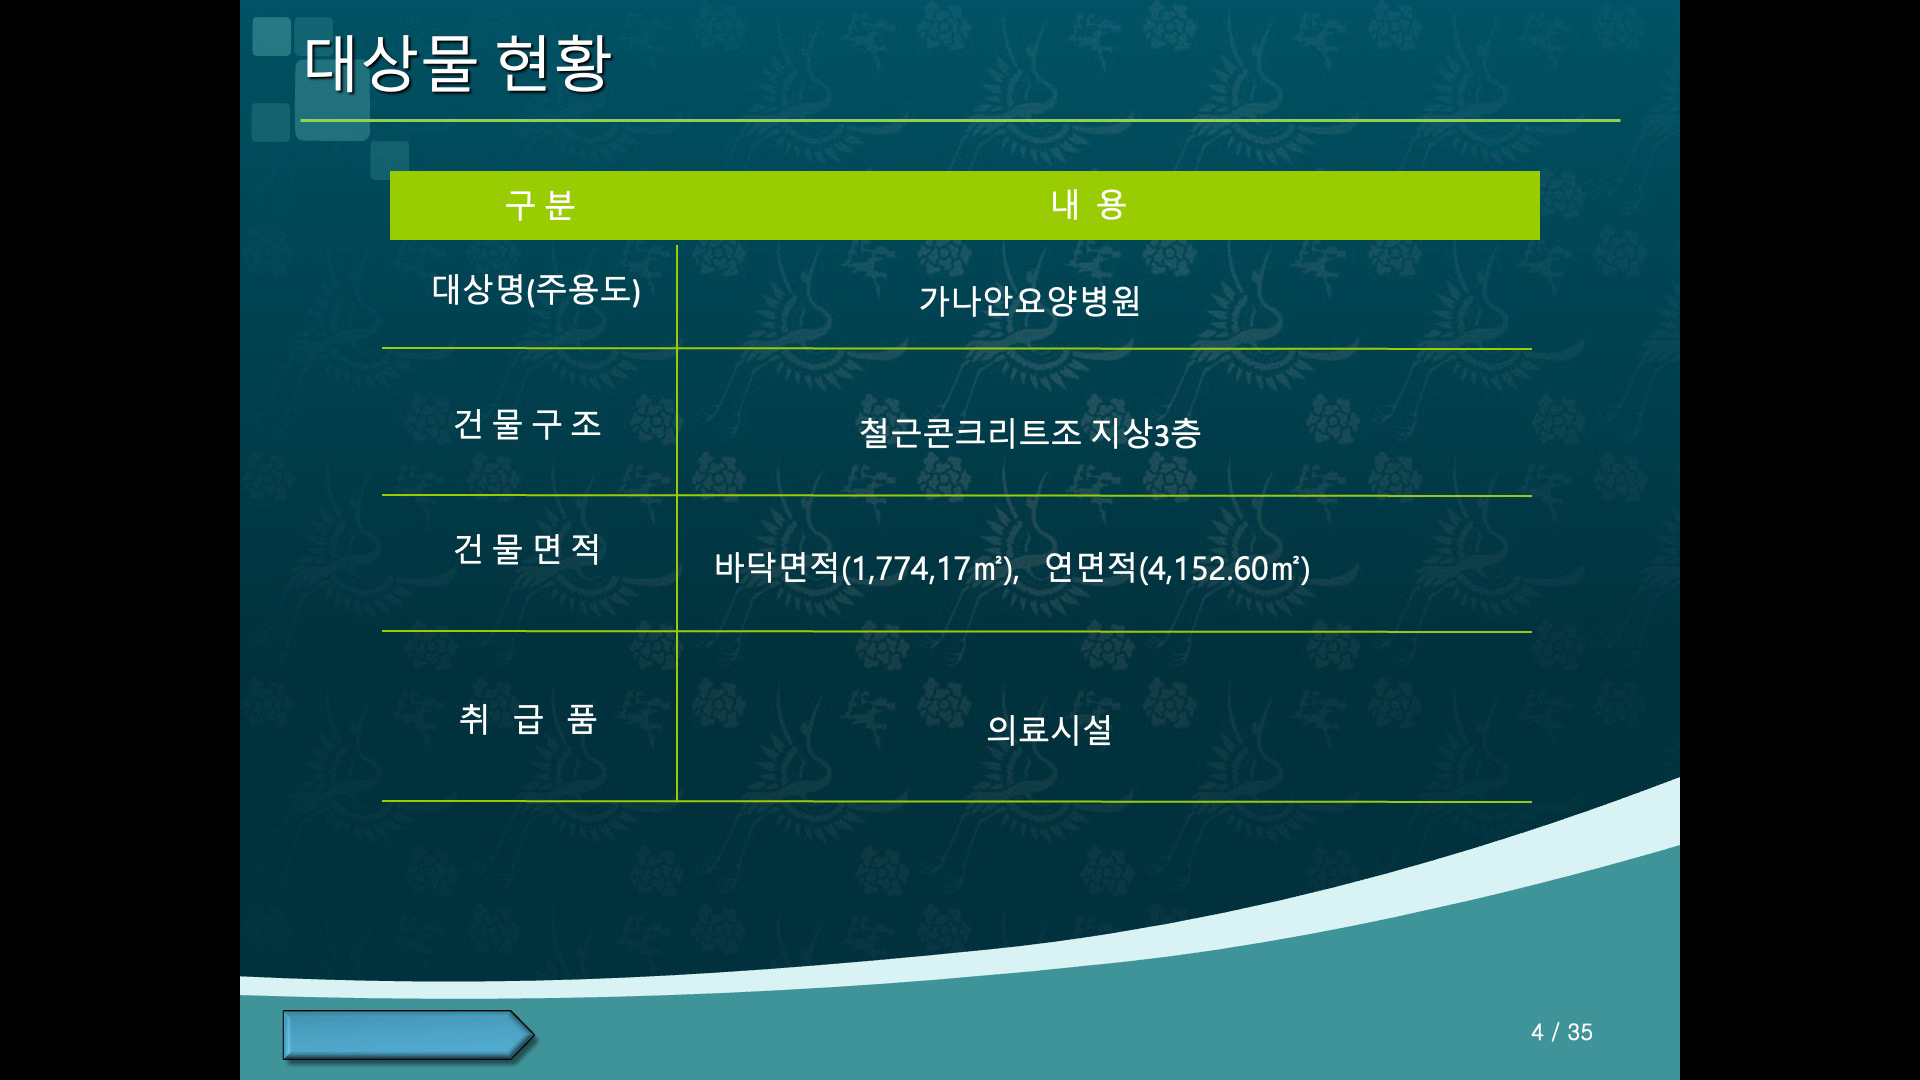 대상물 현황
구 분 내 용
대상명(주용도) 가나안요양병원
건 물 구 조 철근콘크리트조 지상3층
건 물 면 적 바닥면적(1,774,17㎡), 연면적(4,152.60㎡)
취 급 품 의료시설
4 / 35